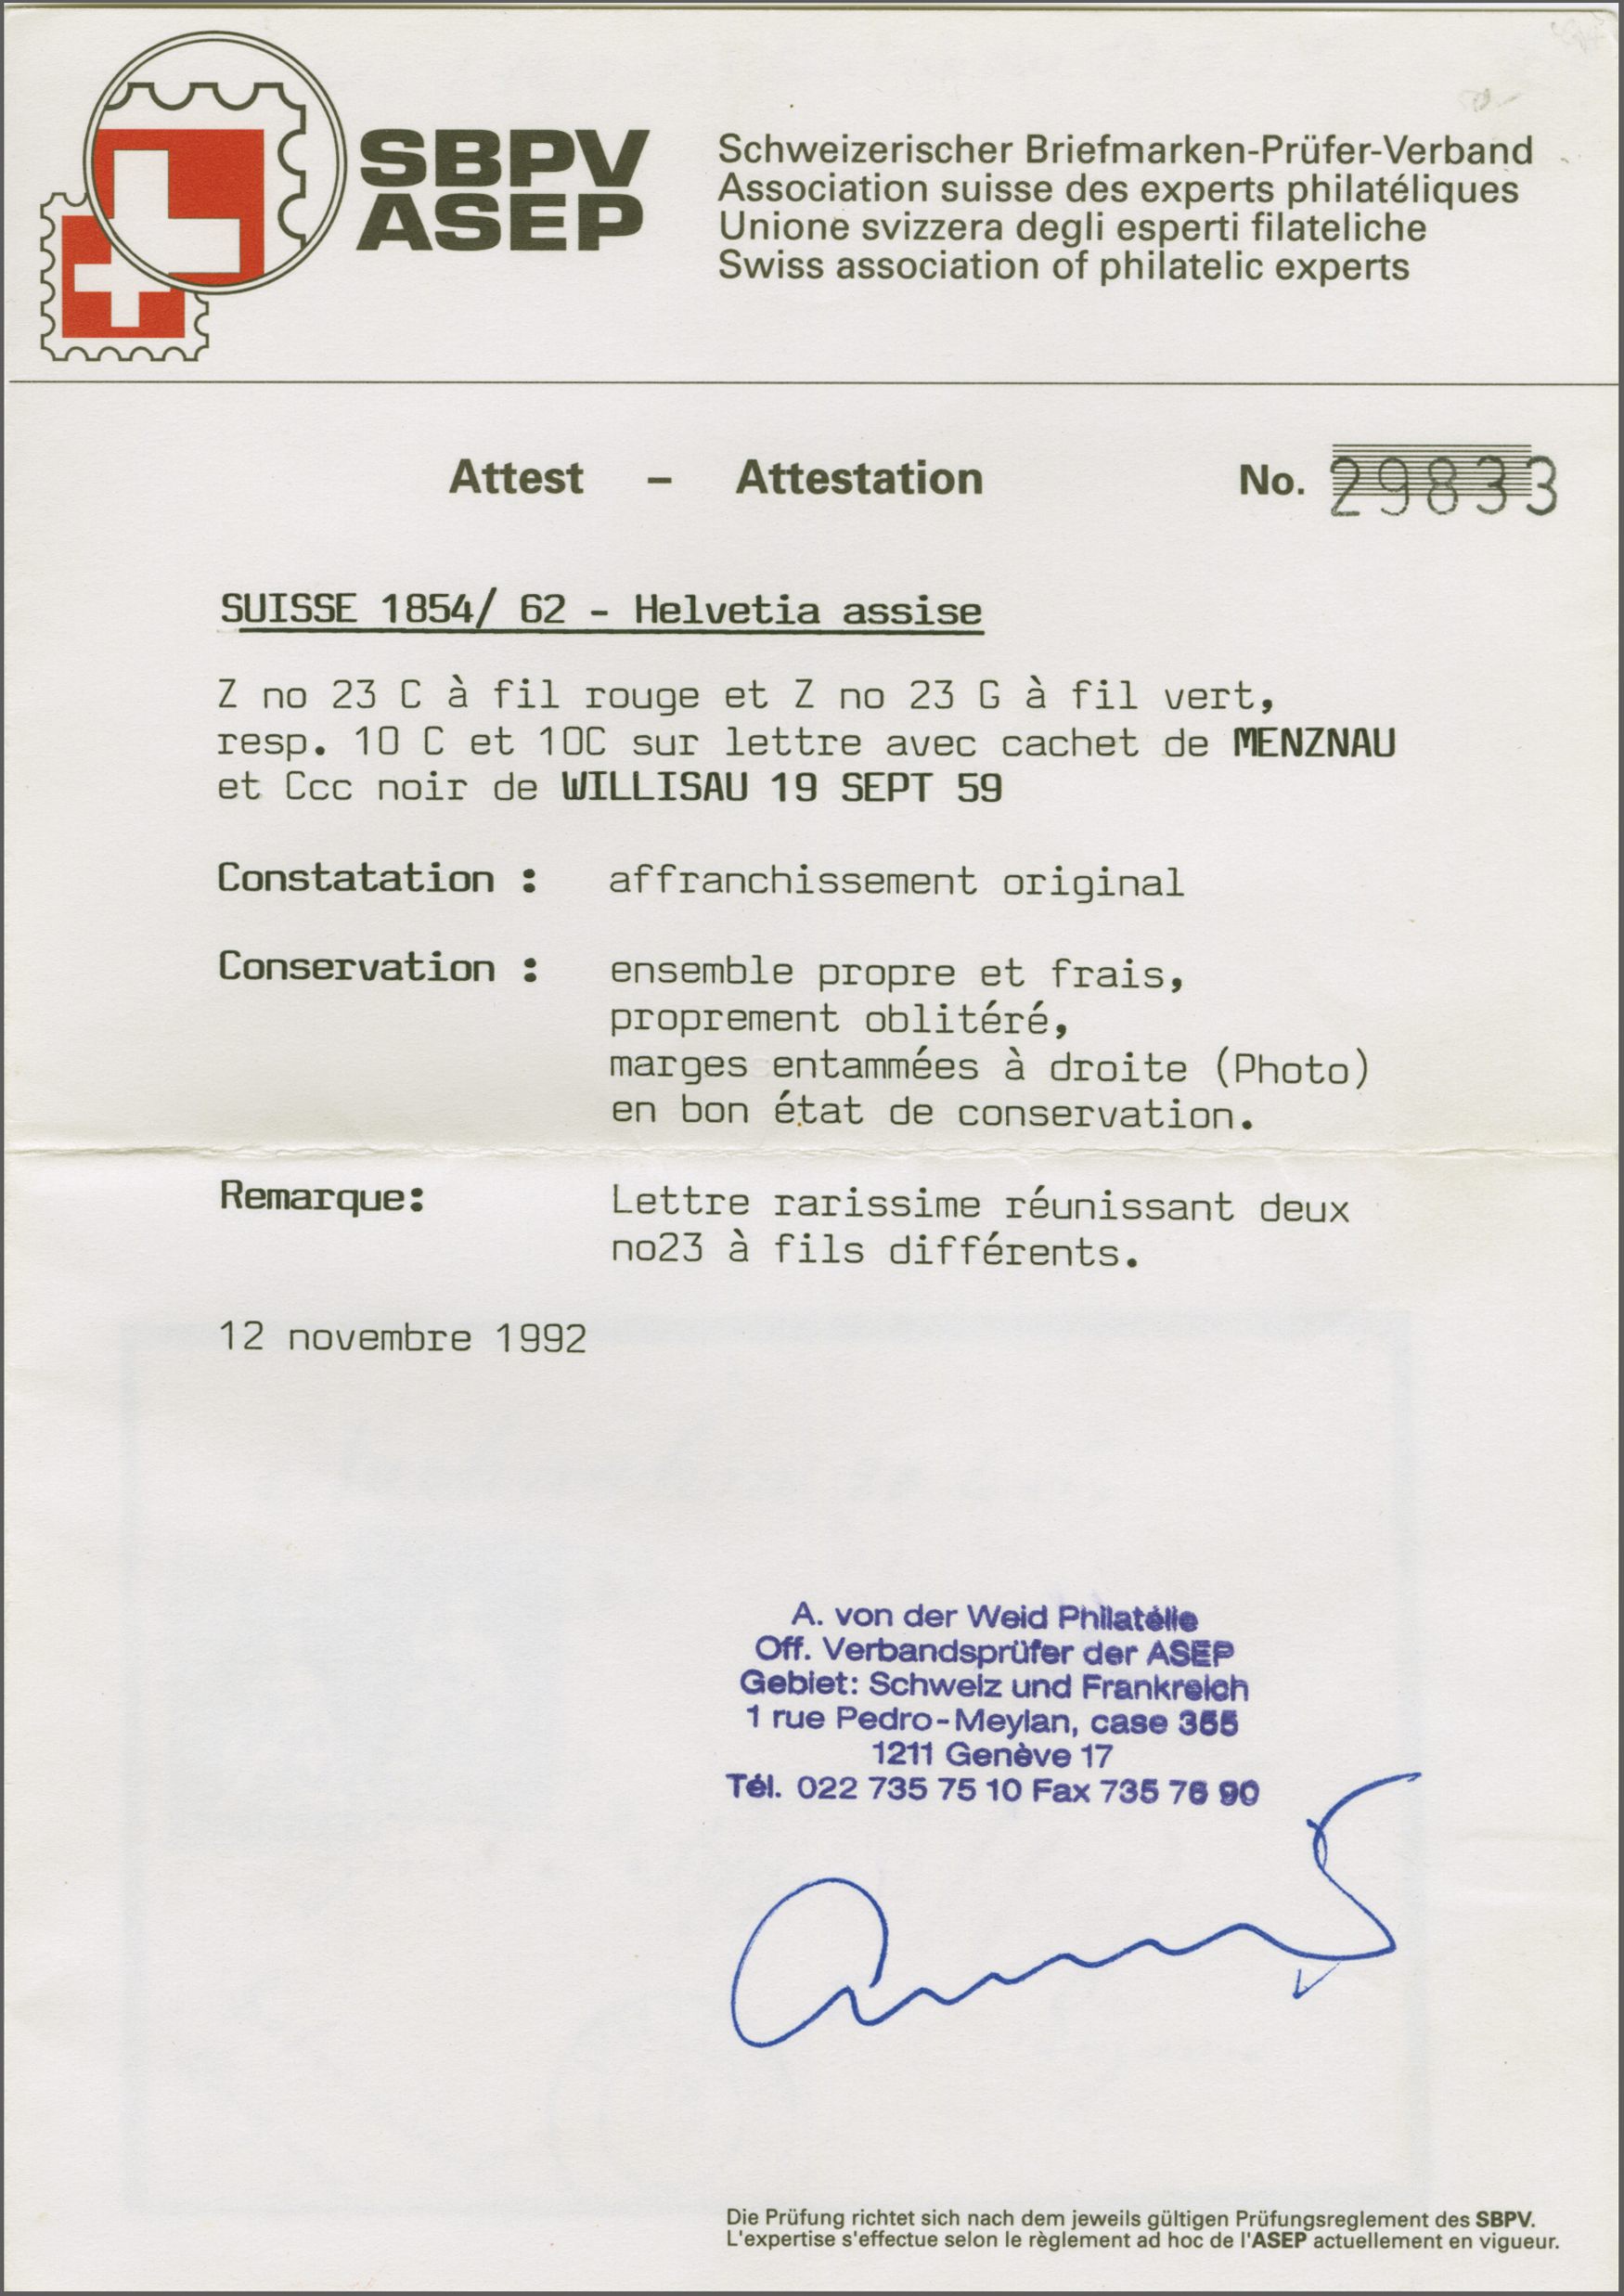 SBPV
ASEP
Schweizerischer Briefmarken-Prüfer-Verband
Association suisse des experts philatéliques
Unione svizzera degli esperti filateliche
Swiss association of philatelic experts
Attest – Attestation No. 29833
SUISSE 1854/ 62 - Helvetia assise
Z no 23 C à fil rouge et Z no 23 G à fil vert,
resp. 10 C et 10C sur lettre avec cachet de MENZNAU
et Ccc noir de WILLISAU 19 SEPT 59
Constatation : affranchissement original
Conservation : ensemble propre et frais,
proprement oblitéré,
marges entammées à droite (Photo)
en bon état de conservation.
Remarque: Lettre rarissime réunissant deux
no23 à fils différents.
12 novembre 1992
A. von der Weid Philatélie
Off. Verbandsprüfer der ASEP
Gebiet: Schweiz und Frankreich
1 rue Pedro-Meylan, case 355
1211 Genève 17
Tél. 022 735 75 10 Fax 735 76 90
Die Prüfung richtet sich nach dem jeweils gültigen Prüfungsreglement des SBPV.
L'expertise s'effectue selon le règlement ad hoc de l'ASEP actuellement en vigueur.